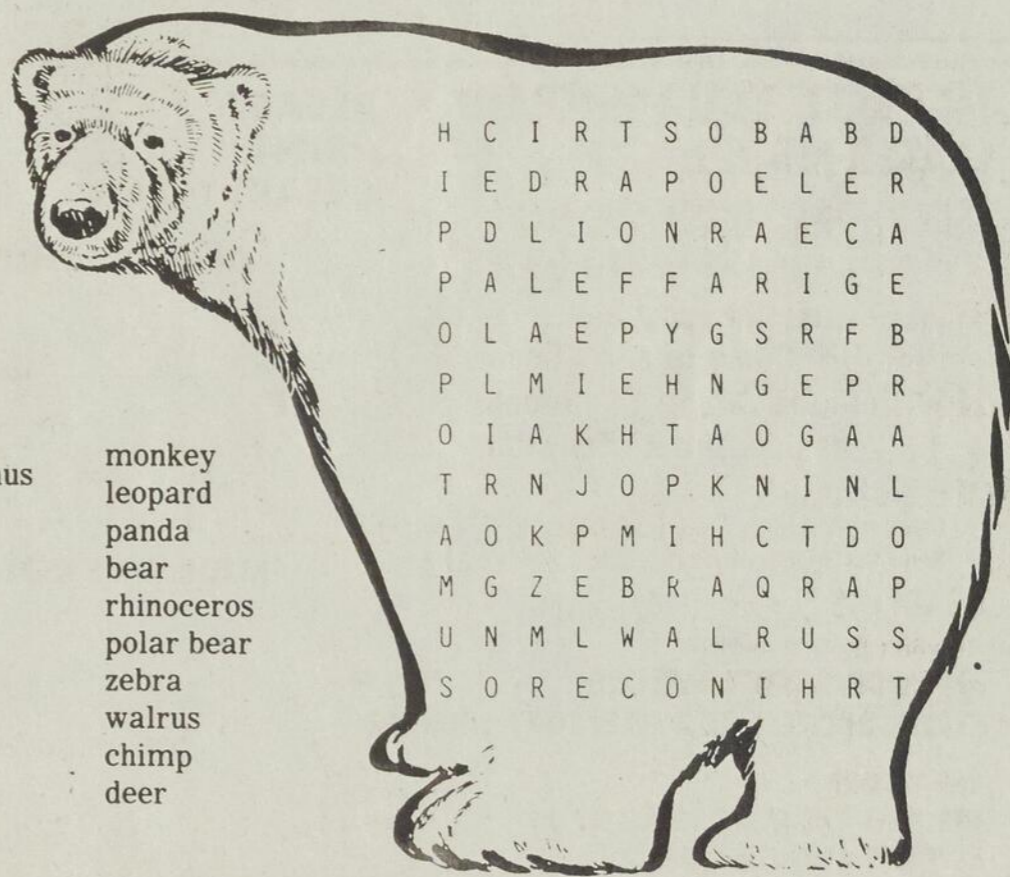 H C I R T S O B A B D
I E D R A P O E L E R
P D L I O N R A E C A
P A L E F F A R I G E
O L A E P Y G S R F B
P L M I E H N G E P R
O I A K H T A O G A A
T R N J O P K N I N L
A O K P M I H C T D O
M G Z E B R A Q R A P
U N M L W A L R U S S
S O R E C O N I H R T
monkey
leopard
panda
bear
rhinoceros
polar bear
zebra
walrus
chimp
deer